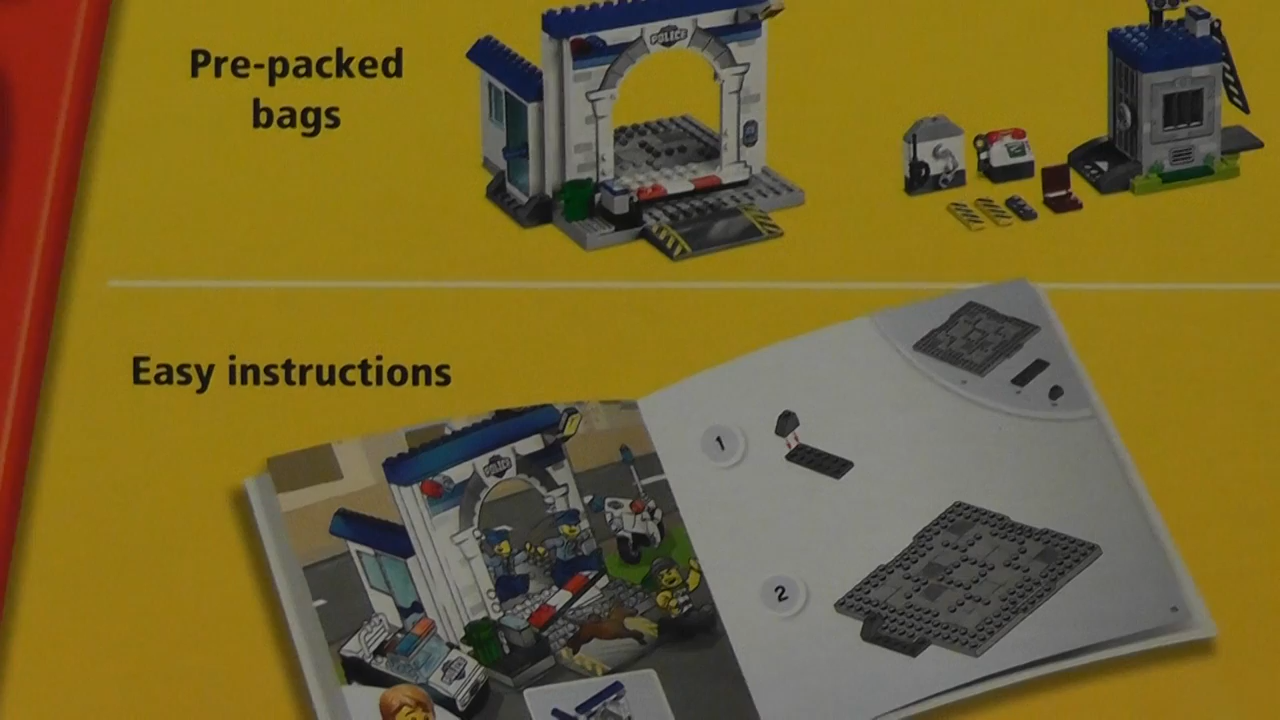 Pre-packed
bags
POLICE
Easy instructions
POLICE
1
2